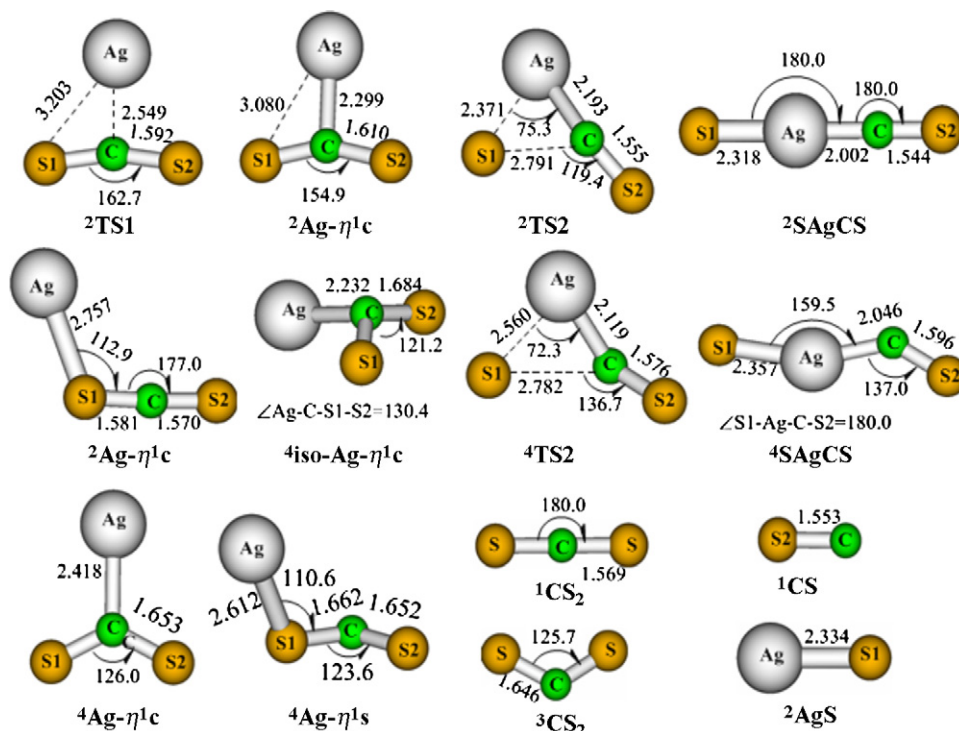 Ag
3.203
2.549
1.592
S1
C
S2
162.7
²TS1
Ag
3.080
2.299
1.610
S1
C
S2
154.9
²Ag-η¹c
Ag
2.371
75.3
2.193
S1
C
2.791
1.555
119.4
S2
²TS2
180.0
180.0
S1
Ag
C
S2
2.318
2.002
1.544
²SAgCS
Ag
2.757
112.9
177.0
S1
C
S2
1.581
1.570
²Ag-η¹c
2.232
1.684
Ag
C
S2
S1
121.2
∠Ag-C-S1-S2=130.4
⁴iso-Ag-η¹c
Ag
2.560
72.3
2.119
S1
C
2.782
1.576
136.7
S2
⁴TS2
159.5
2.046
S1
Ag
C
1.596
2.357
137.0
S2
∠S1-Ag-C-S2=180.0
⁴SAgCS
Ag
2.418
1.653
C
S1
S2
126.0
⁴Ag-η¹c
Ag
110.6
2.612
1.662
1.652
S1
C
S2
123.6
⁴Ag-η¹s
180.0
S
C
S
1.569
¹CS₂
1.553
S2
C
¹CS
125.7
S
S
1.646
C
³CS₂
2.334
Ag
S1
²AgS